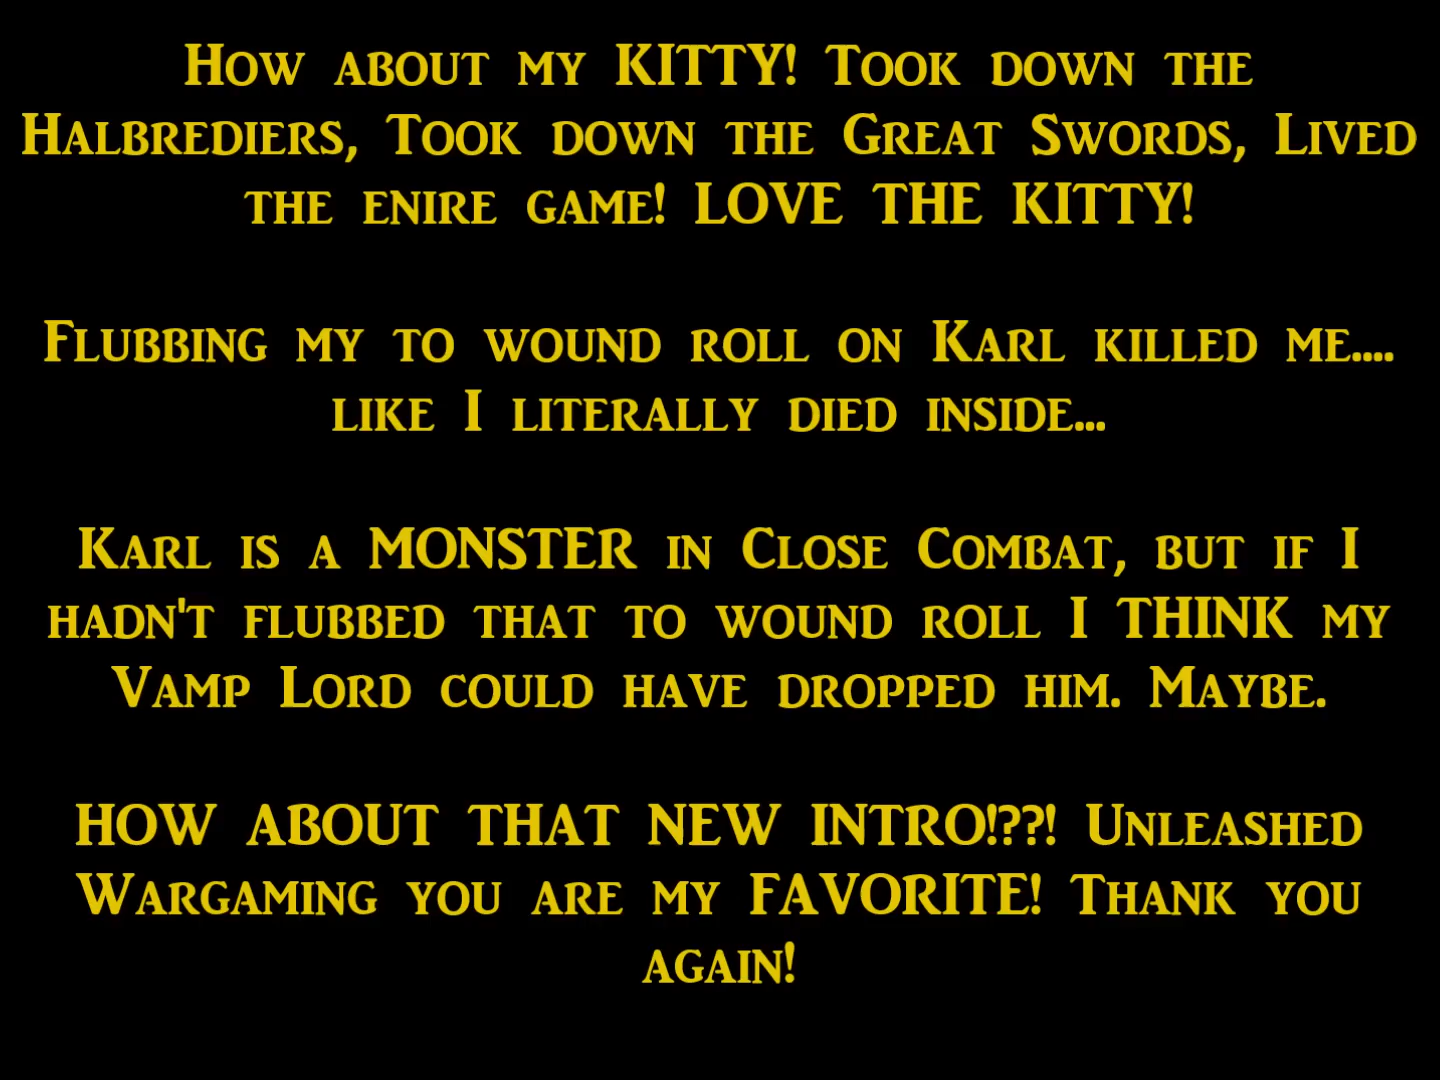 How about my KITTY! Took down the
Halbrediers, Took down the Great Swords, Lived
the enire game! LOVE THE KITTY!
Flubbing my to wound roll on Karl killed me....
like I literally died inside...
Karl is a MONSTER in Close Combat, but if I
hadn't flubbed that to wound roll I THINK my
Vamp Lord could have dropped him. Maybe.
HOW ABOUT THAT NEW INTRO!??! Unleashed
Wargaming you are my FAVORITE! Thank you
again!